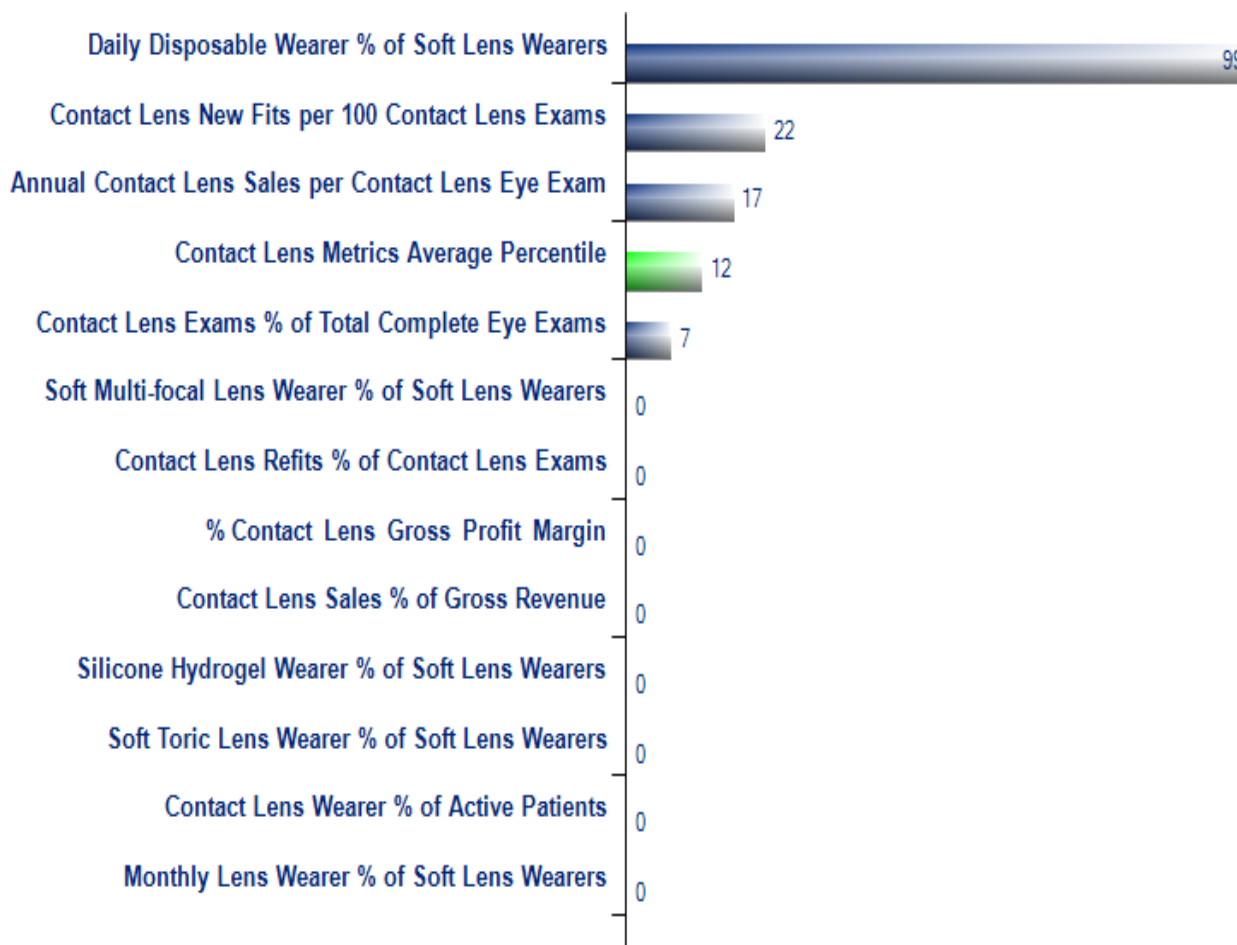 Daily Disposable Wearer % of Soft Lens Wearers 99
Contact Lens New Fits per 100 Contact Lens Exams 22
Annual Contact Lens Sales per Contact Lens Eye Exam 17
Contact Lens Metrics Average Percentile 12
Contact Lens Exams % of Total Complete Eye Exams 7
Soft Multi-focal Lens Wearer % of Soft Lens Wearers 0
Contact Lens Refits % of Contact Lens Exams 0
% Contact Lens Gross Profit Margin 0
Contact Lens Sales % of Gross Revenue 0
Silicone Hydrogel Wearer % of Soft Lens Wearers 0
Soft Toric Lens Wearer % of Soft Lens Wearers 0
Contact Lens Wearer % of Active Patients 0
Monthly Lens Wearer % of Soft Lens Wearers 0